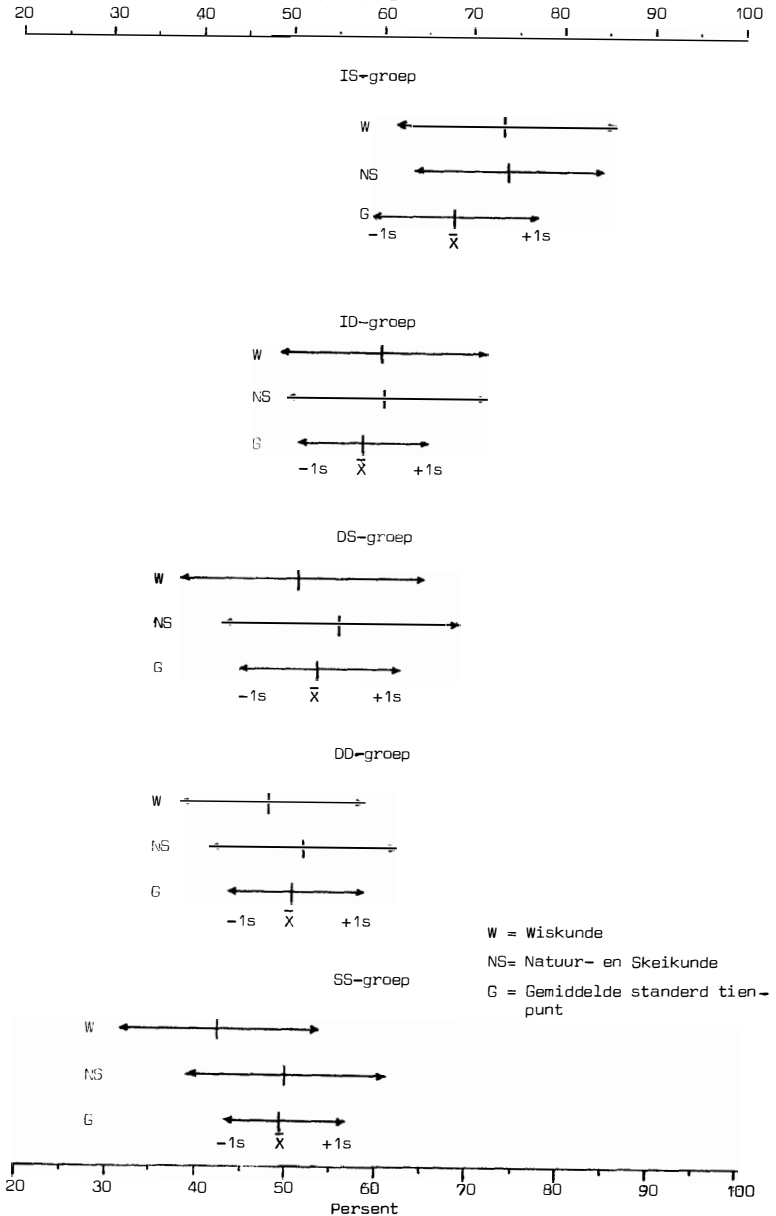 20 30 40 50 60 70 80 90 100
IS-groep
W
NS
G
-1s X̄ +1s
ID-groep
W
NS
G
-1s X̄ +1s
DS-groep
W
NS
G
-1s X̄ +1s
DD-groep
W
NS
G
-1s X̄ +1s
W = Wiskunde
NS= Natuur- en Skeikunde
G = Gemiddelde standerd tien-
punt
SS-groep
W
NS
G
-1s X̄ +1s
20 30 40 50 60 70 80 90 100
Persent